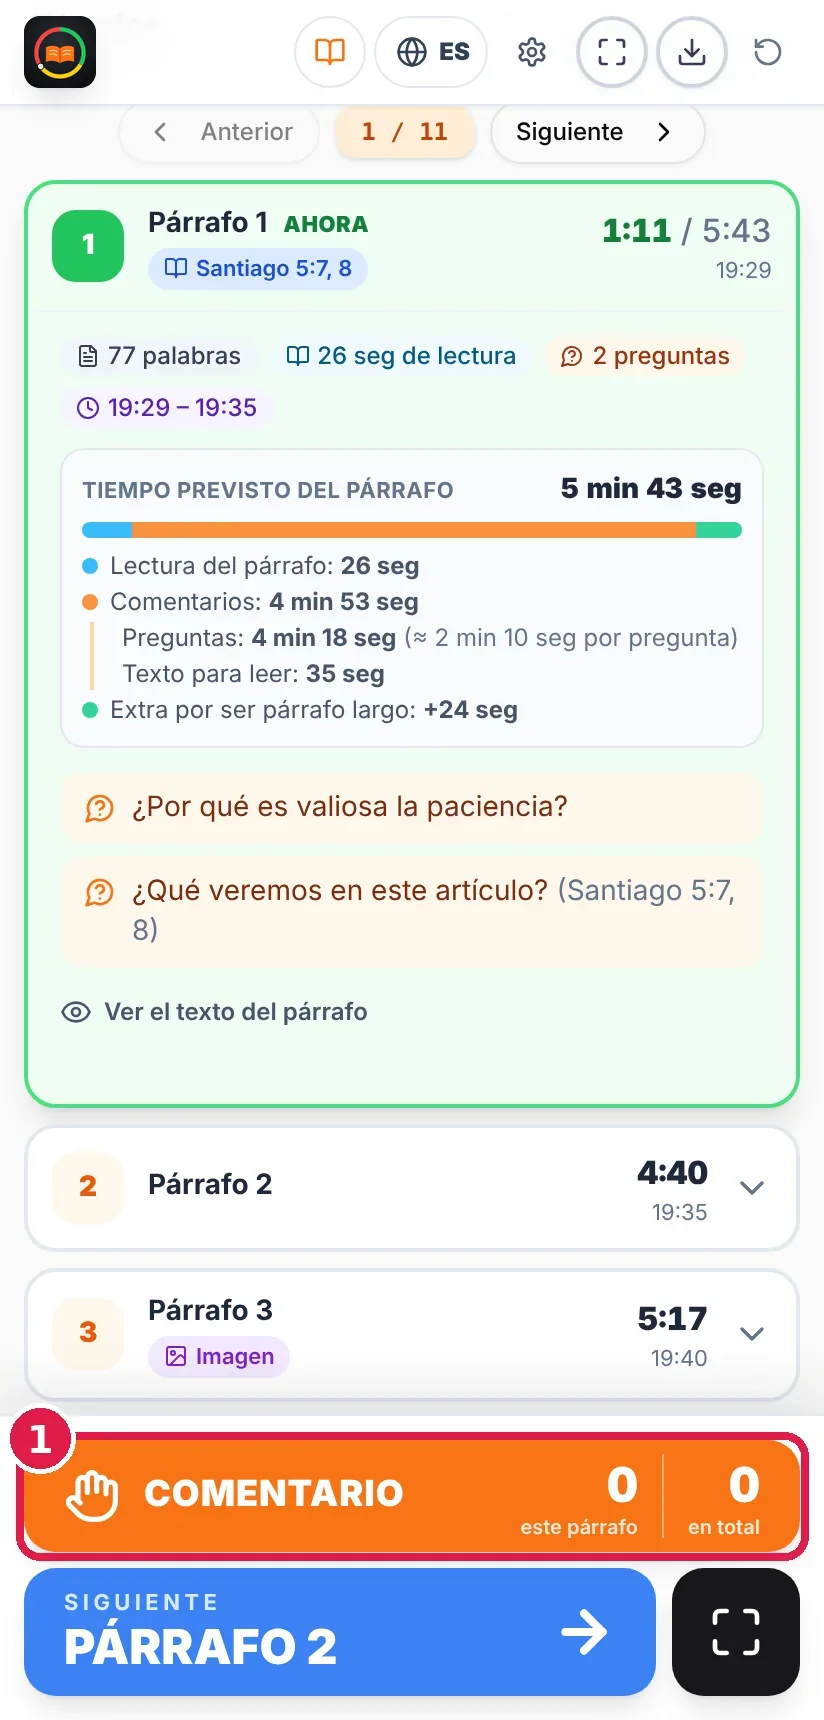 ES
Anterior
1 / 11
Siguiente
1
Párrafo 1 AHORA
1:11 / 5:43
Santiago 5:7, 8
19:29
77 palabras
26 seg de lectura
2 preguntas
19:29 – 19:35
TIEMPO PREVISTO DEL PÁRRAFO
5 min 43 seg
Lectura del párrafo: 26 seg
Comentarios: 4 min 53 seg
Preguntas: 4 min 18 seg (≈ 2 min 10 seg por pregunta)
Texto para leer: 35 seg
Extra por ser párrafo largo: +24 seg
¿Por qué es valiosa la paciencia?
¿Qué veremos en este artículo? (Santiago 5:7,
8)
Ver el texto del párrafo
2
Párrafo 2
4:40
19:35
3
Párrafo 3
5:17
Imagen
19:40
1
COMENTARIO
0
este párrafo
0
en total
SIGUIENTE
PÁRRAFO 2